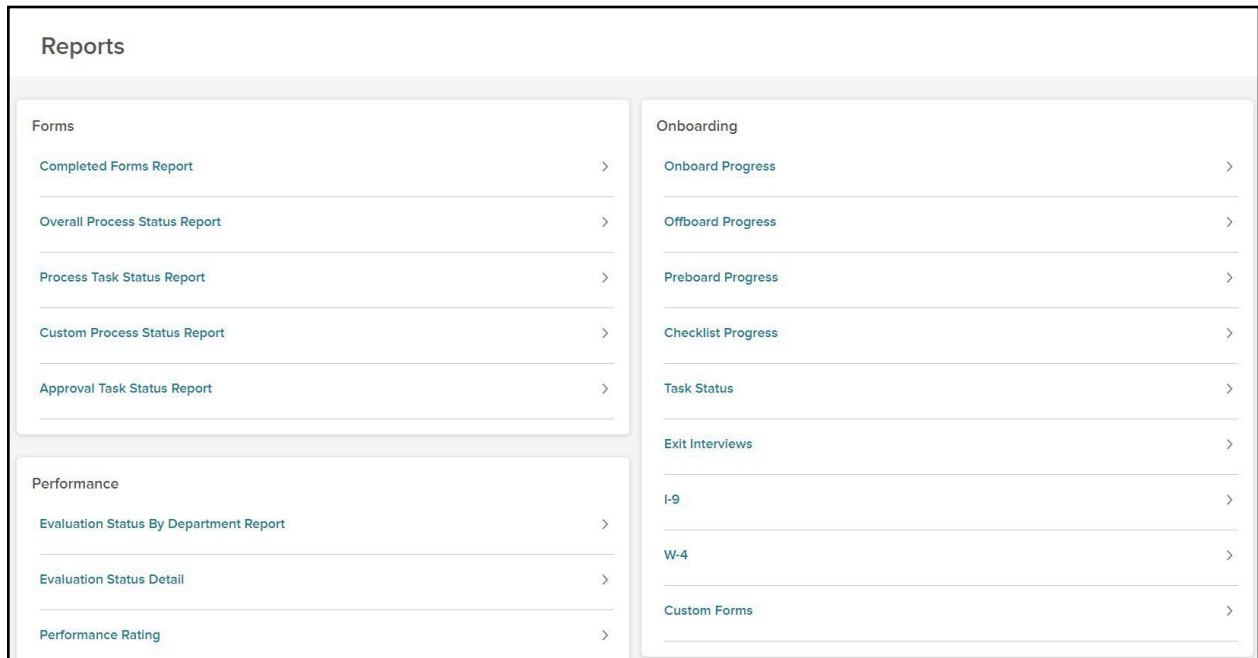 Reports
Forms
Completed Forms Report
Overall Process Status Report
Process Task Status Report
Custom Process Status Report
Approval Task Status Report
Performance
Evaluation Status By Department Report
Evaluation Status Detail
Performance Rating
Onboarding
Onboard Progress
Offboard Progress
Preboard Progress
Checklist Progress
Task Status
Exit Interviews
I-9
W-4
Custom Forms